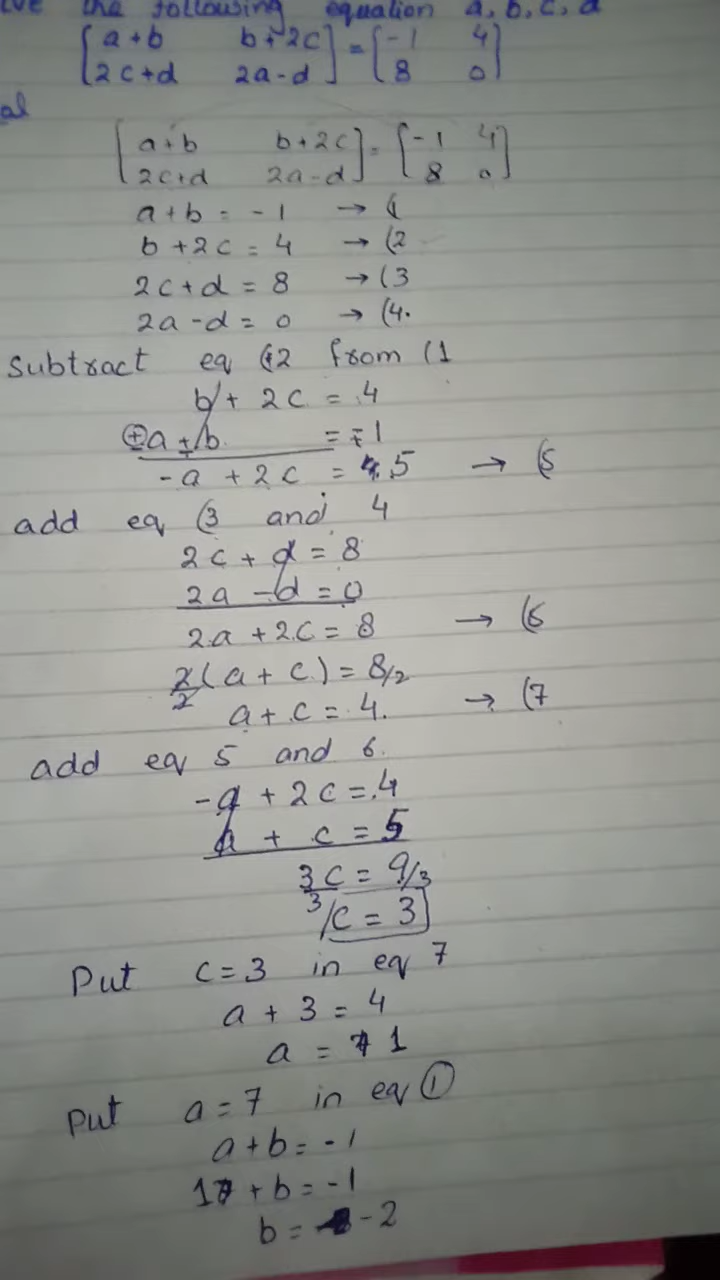 the following equation a, b, c, d
[a+b b+2c] = [-1 4]
[2c+d 2a-d] [8 0]
[a+b b+2c] = [-1 4]
[2c+d 2a-d] [8 0]
a+b = -1 → (1
b+2c = 4 → (2
2c+d = 8 → (3
2a-d = 0 → (4.
Subtract eq (2 from (1
b + 2c = 4
±a ± b = ∓1
-a + 2c = 5 → (5
add eq (3 and 4
2c + d = 8
2a - d = 0
2a + 2c = 8 → (6
2/2 (a + c) = 8/2
a + c = 4. → (7
add eq 5 and 6.
-a + 2c = 4
a + c = 5
3c = 9/3
3 /c = 3
Put c=3 in eq 7
a + 3 = 4
a = 1
Put a=7 in eq ①
a+b = -1
1 + b = -1
b = -2